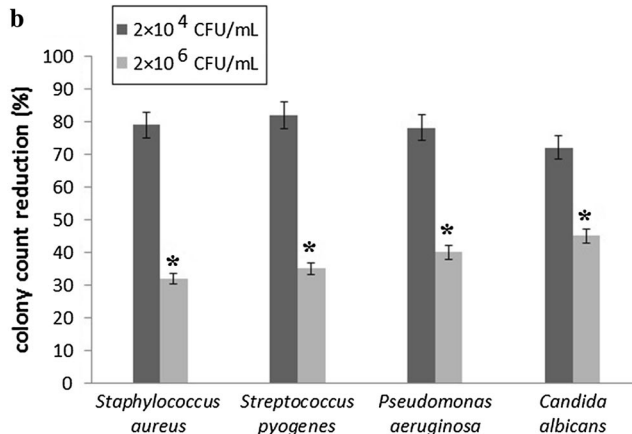 b
2×10 4 CFU/mL
2×10 6 CFU/mL
colony count reduction (%)
100
90
80
70
60
50
40
30
20
10
0
*
*
*
*
Staphylococcus
aureus
Streptococcus
pyogenes
Pseudomonas
aeruginosa
Candida
albicans